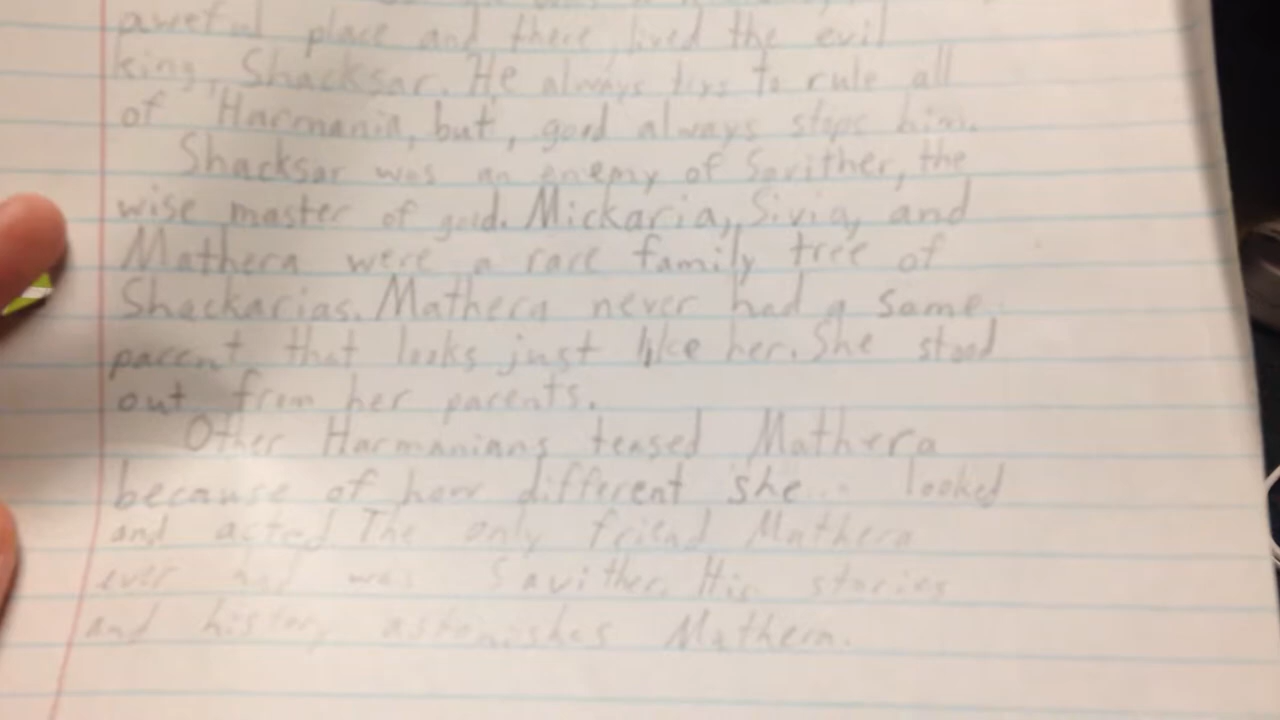 aweful place and there lived the evil
king, Shacksar. He always trys to rule all
of Harmania, but, good always stops him.
Shacksar was an enemy of Savither, the
wise master of good. Mickaria, Sivia, and
Mathera were a rare family tree of
Shackarias. Mathera never had a same
parent that looks just like her. She stood
out from her parents.
Other Harmanians teased Mathera
because of how different she looked
and acted The only friend Mathera
ever had was Savither. His stories
and history astonishes Mathera.